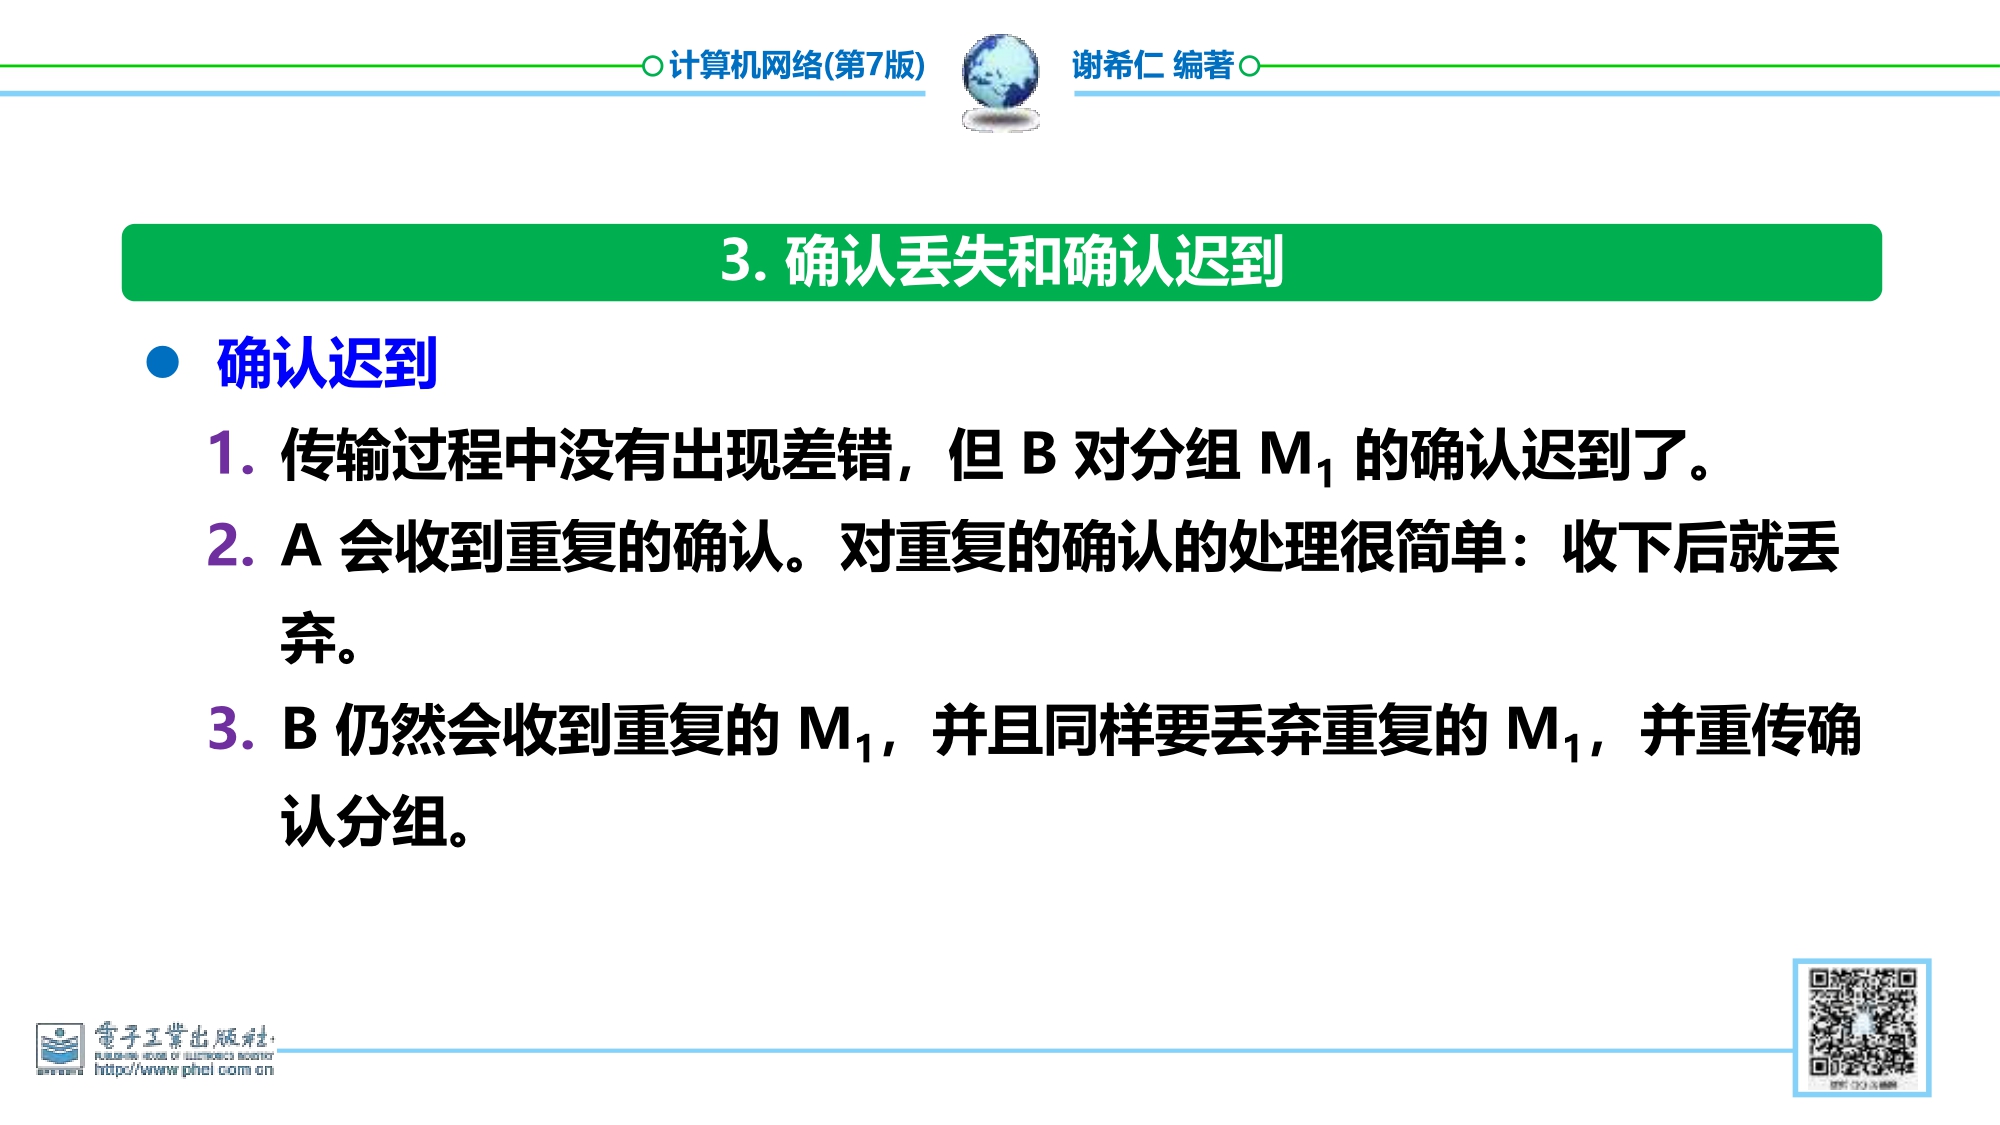 计算机网络(第7版) 谢希仁 编著
3. 确认丢失和确认迟到
● 确认迟到
1. 传输过程中没有出现差错，但 B 对分组 M₁ 的确认迟到了。
2. A 会收到重复的确认。对重复的确认的处理很简单：收下后就丢
弃。
3. B 仍然会收到重复的 M₁，并且同样要丢弃重复的 M₁，并重传确
认分组。
電子工業出版社
PUBLISHING HOUSE OF ELECTRONICS INDUSTRY
http://www.phei.com.cn